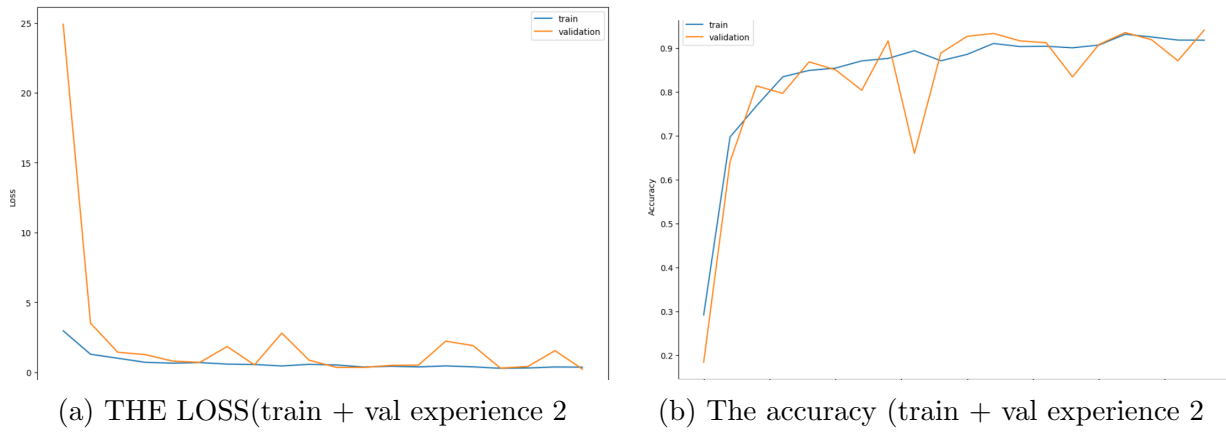 25
20
15
10
5
0
Loss
train
validation
(a) THE LOSS(train + val experience 2
train
validation
0.9
0.8
0.7
0.6
0.5
0.4
0.3
0.2
Accuracy
(b) The accuracy (train + val experience 2